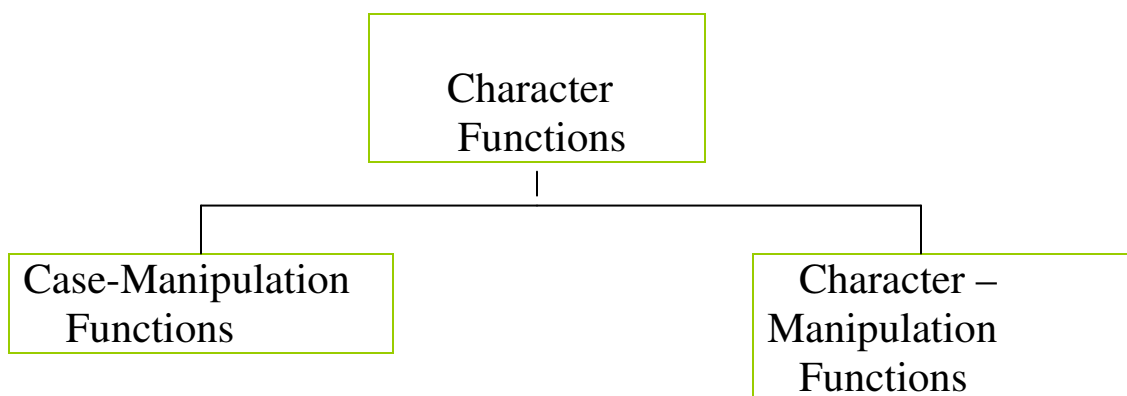 Character
Functions
Case-Manipulation
Functions
Character –
Manipulation
Functions